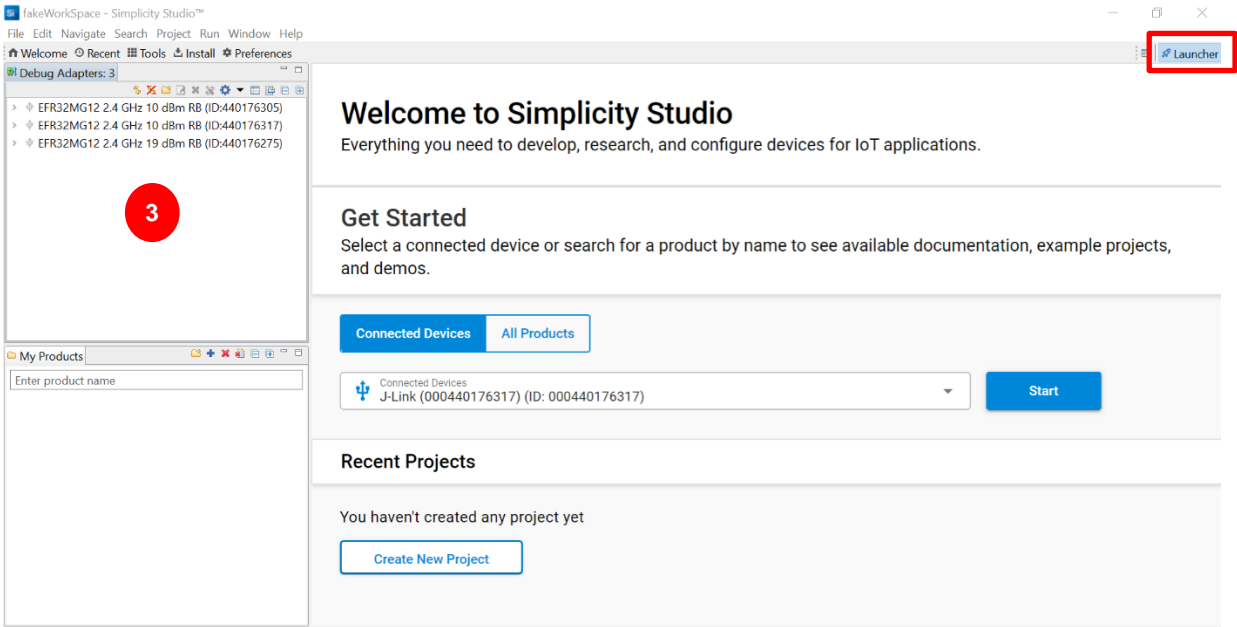 Si fakeWorkSpace - Simplicity Studio™
File Edit Navigate Search Project Run Window Help
Welcome Recent Tools Install Preferences
Launcher
Debug Adapters: 3
EFR32MG12 2.4 GHz 10 dBm RB (ID:440176305)
EFR32MG12 2.4 GHz 10 dBm RB (ID:440176317)
EFR32MG12 2.4 GHz 19 dBm RB (ID:440176275)
3
My Products
Enter product name
Welcome to Simplicity Studio
Everything you need to develop, research, and configure devices for IoT applications.
Get Started
Select a connected device or search for a product by name to see available documentation, example projects,
and demos.
Connected Devices All Products
Connected Devices
J-Link (000440176317) (ID: 000440176317)
Start
Recent Projects
You haven't created any project yet
Create New Project